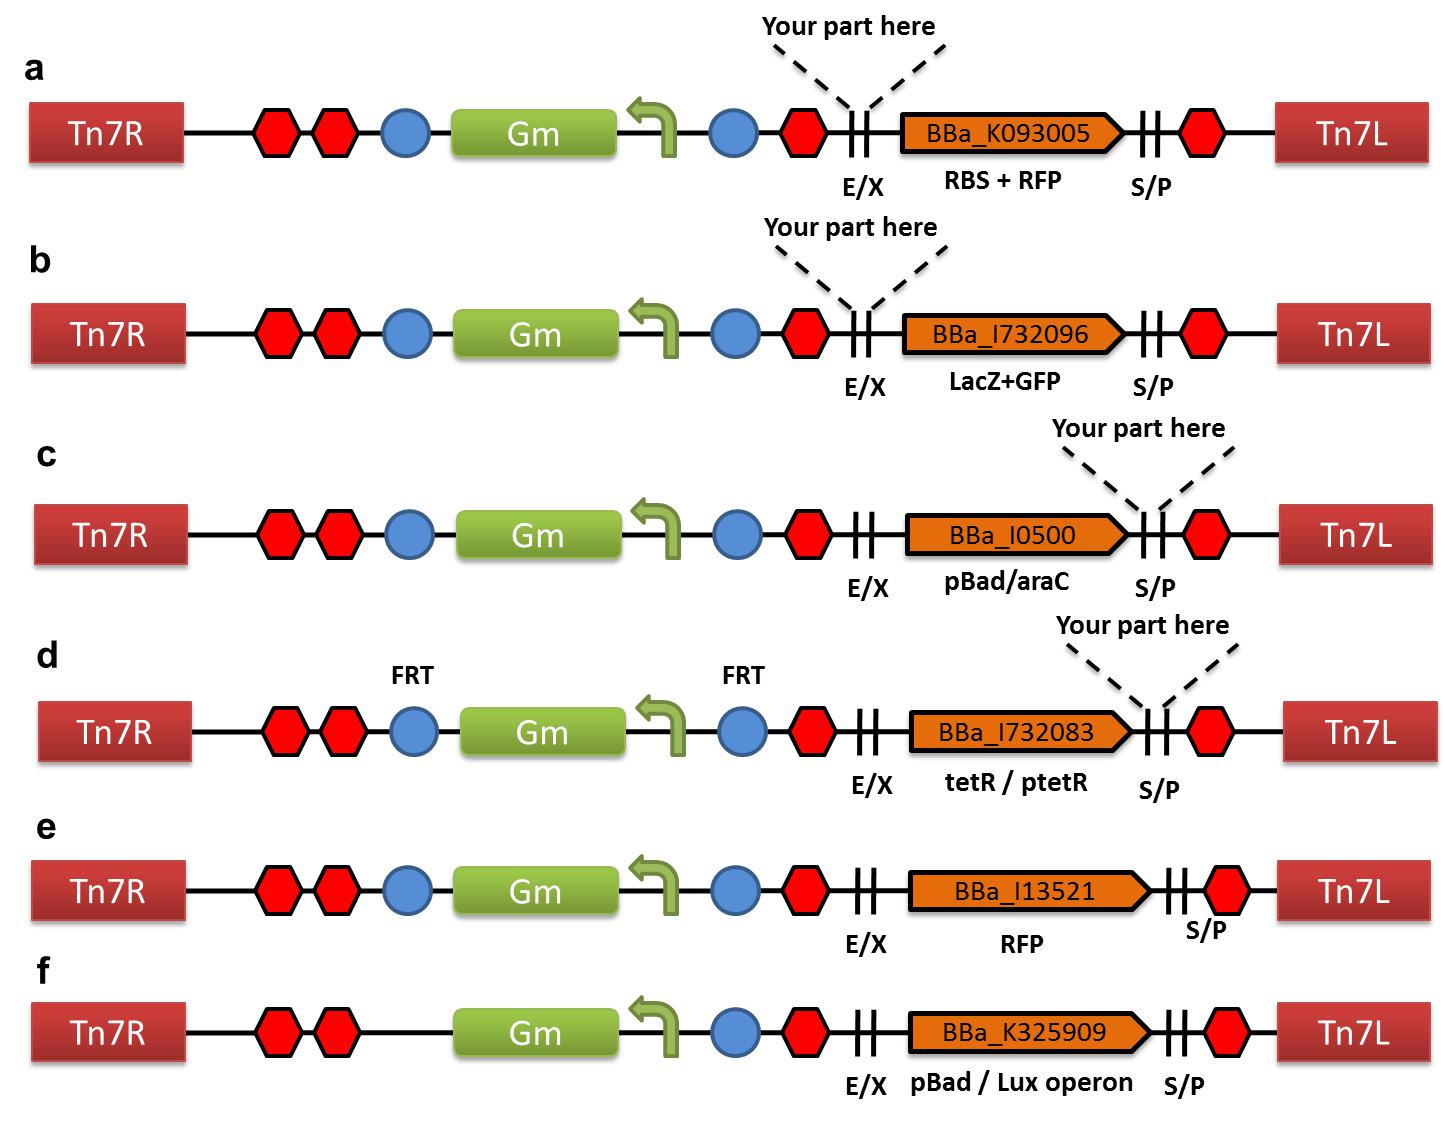 Your part here
a
Tn7R Gm BBa_K093005 Tn7L
E/X RBS + RFP S/P
Your part here
b
Tn7R Gm BBa_I732096 Tn7L
E/X LacZ+GFP S/P
Your part here
c
Tn7R Gm BBa_I0500 Tn7L
E/X pBad/araC S/P
Your part here
d
FRT FRT
Tn7R Gm BBa_I732083 Tn7L
E/X tetR / ptetR S/P
e
Tn7R Gm BBa_I13521 Tn7L
E/X RFP S/P
f
Tn7R Gm BBa_K325909 Tn7L
E/X pBad / Lux operon S/P